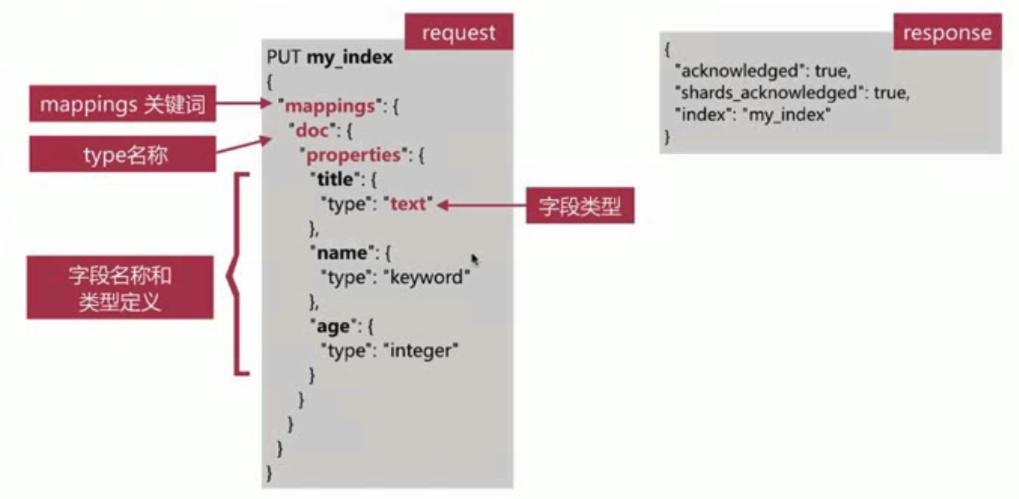 request
PUT my_index
{
"mappings": {
"doc": {
"properties": {
"title": {
"type": "text"
},
"name": {
"type": "keyword"
},
"age": {
"type": "integer"
}
}
}
}
}
mappings 关键词
type名称
字段名称和
类型定义
字段类型
response
{
"acknowledged": true,
"shards_acknowledged": true,
"index": "my_index"
}